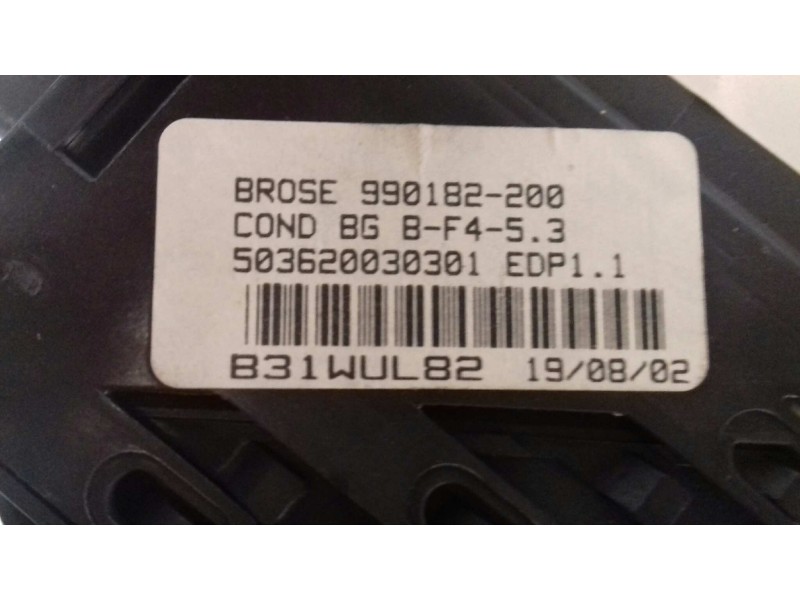 BROSE 990182-200
COND BG B-F4-5.3
503620030301 EDP1.1
B31WUL82 19/08/02